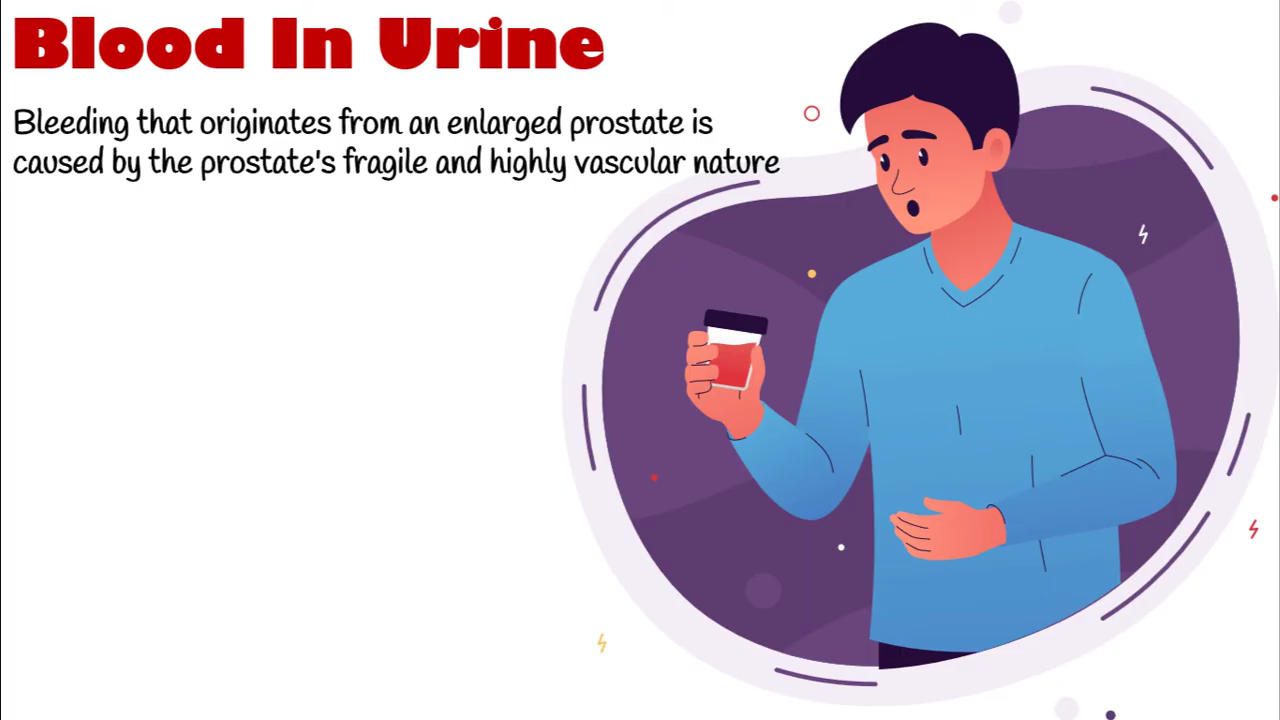 Blood In Urine
Bleeding that originates from an enlarged prostate is
caused by the prostate's fragile and highly vascular nature